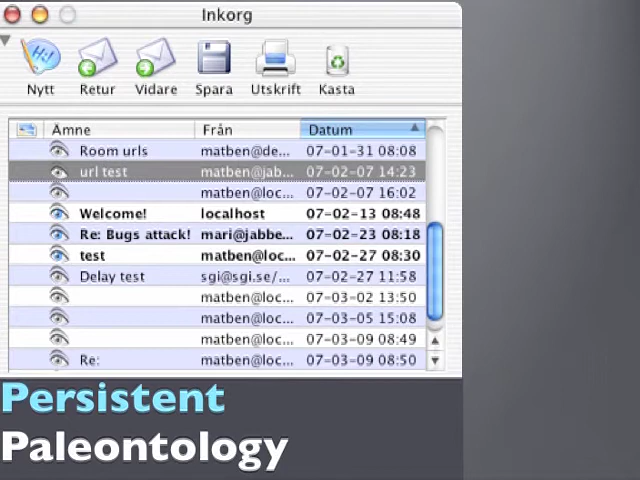 Inkorg
Hi!
Nytt Retur Vidare Spara Utskrift Kasta
Ämne Från Datum
Room urls matben@de... 07-01-31 08:08
url test matben@jab... 07-02-07 14:23
matben@loc... 07-02-07 16:02
Welcome! localhost 07-02-13 08:48
Re: Bugs attack! mari@jabbe... 07-02-23 08:18
test matben@loc... 07-02-27 08:30
Delay test sgi@sgi.se/... 07-02-27 11:58
matben@loc... 07-03-02 13:50
matben@loc... 07-03-05 15:08
matben@loc... 07-03-09 08:49
Re: matben@loc... 07-03-09 08:50
Persistent
Paleontology